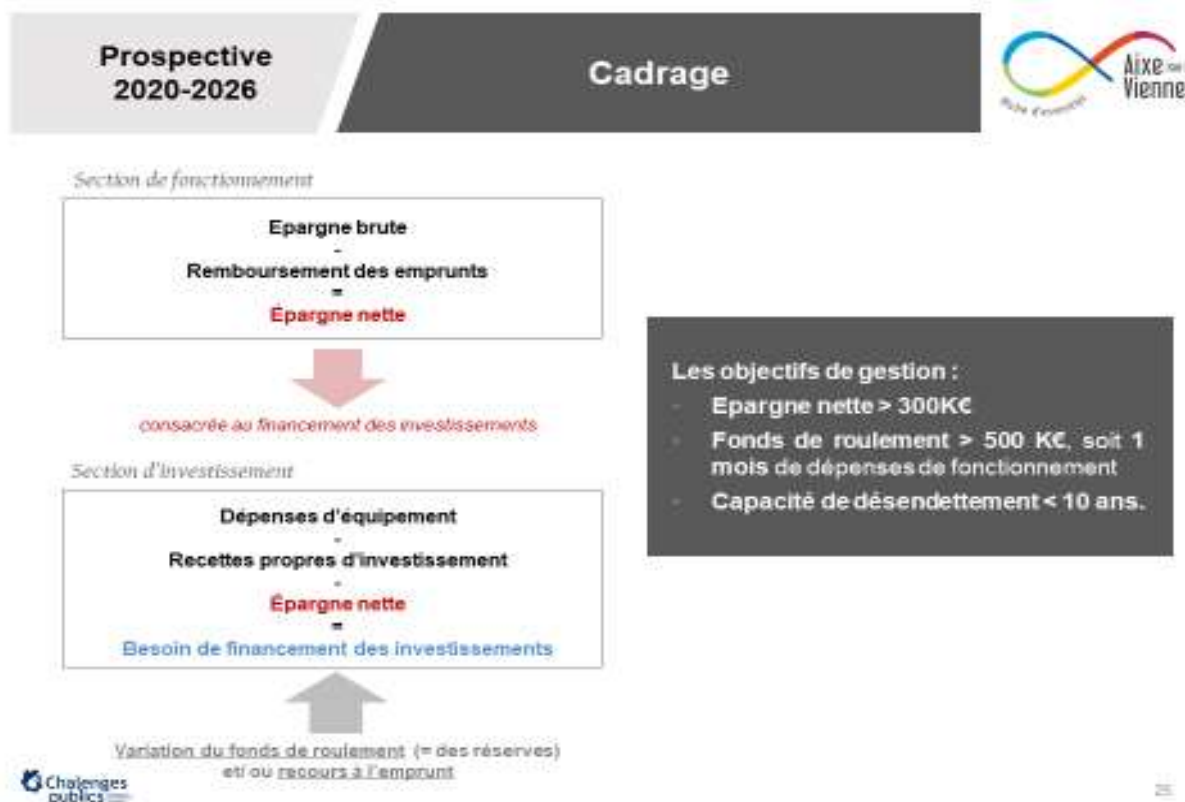 Prospective
2020-2026
Cadrage
Aixe sur
Vienne
Section de fonctionnement
Epargne brute
-
Remboursement des emprunts
=
Épargne nette
consacrée au financement des investissements
Section d'investissement
Dépenses d'équipement
-
Recettes propres d'investissement
-
Épargne nette
=
Besoin de financement des investissements
Variation du fonds de roulement (= des réserves)
et/ ou recours à l'emprunt
Les objectifs de gestion :
- Epargne nette > 300K€
- Fonds de roulement > 500 K€, soit 1
mois de dépenses de fonctionnement
- Capacité de désendettement < 10 ans.
Challenges
publics
25